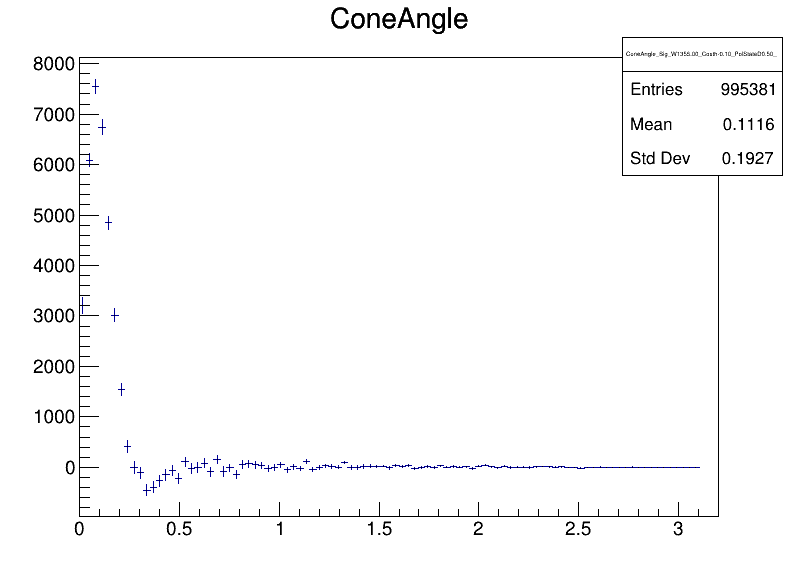 ConeAngle
ConeAngle_Sig_W1355.00_Costh-0.10_PolStateD0.50_
Entries 995381
Mean 0.1116
Std Dev 0.1927
8000
7000
6000
5000
4000
3000
2000
1000
0
0 0.5 1 1.5 2 2.5 3